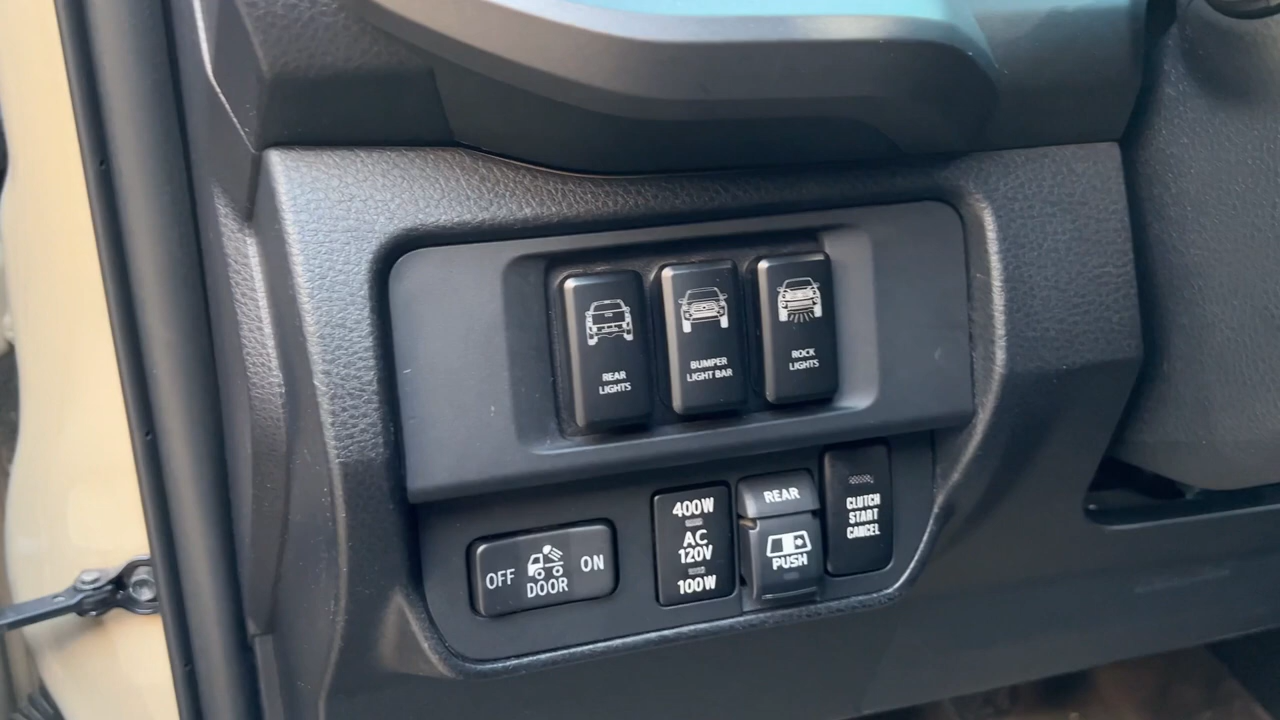 REAR
LIGHTS
BUMPER
LIGHT BAR
ROCK
LIGHTS
OFF
DOOR
ON
400W
AC
120V
100W
REAR
PUSH
CLUTCH
START
CANCEL